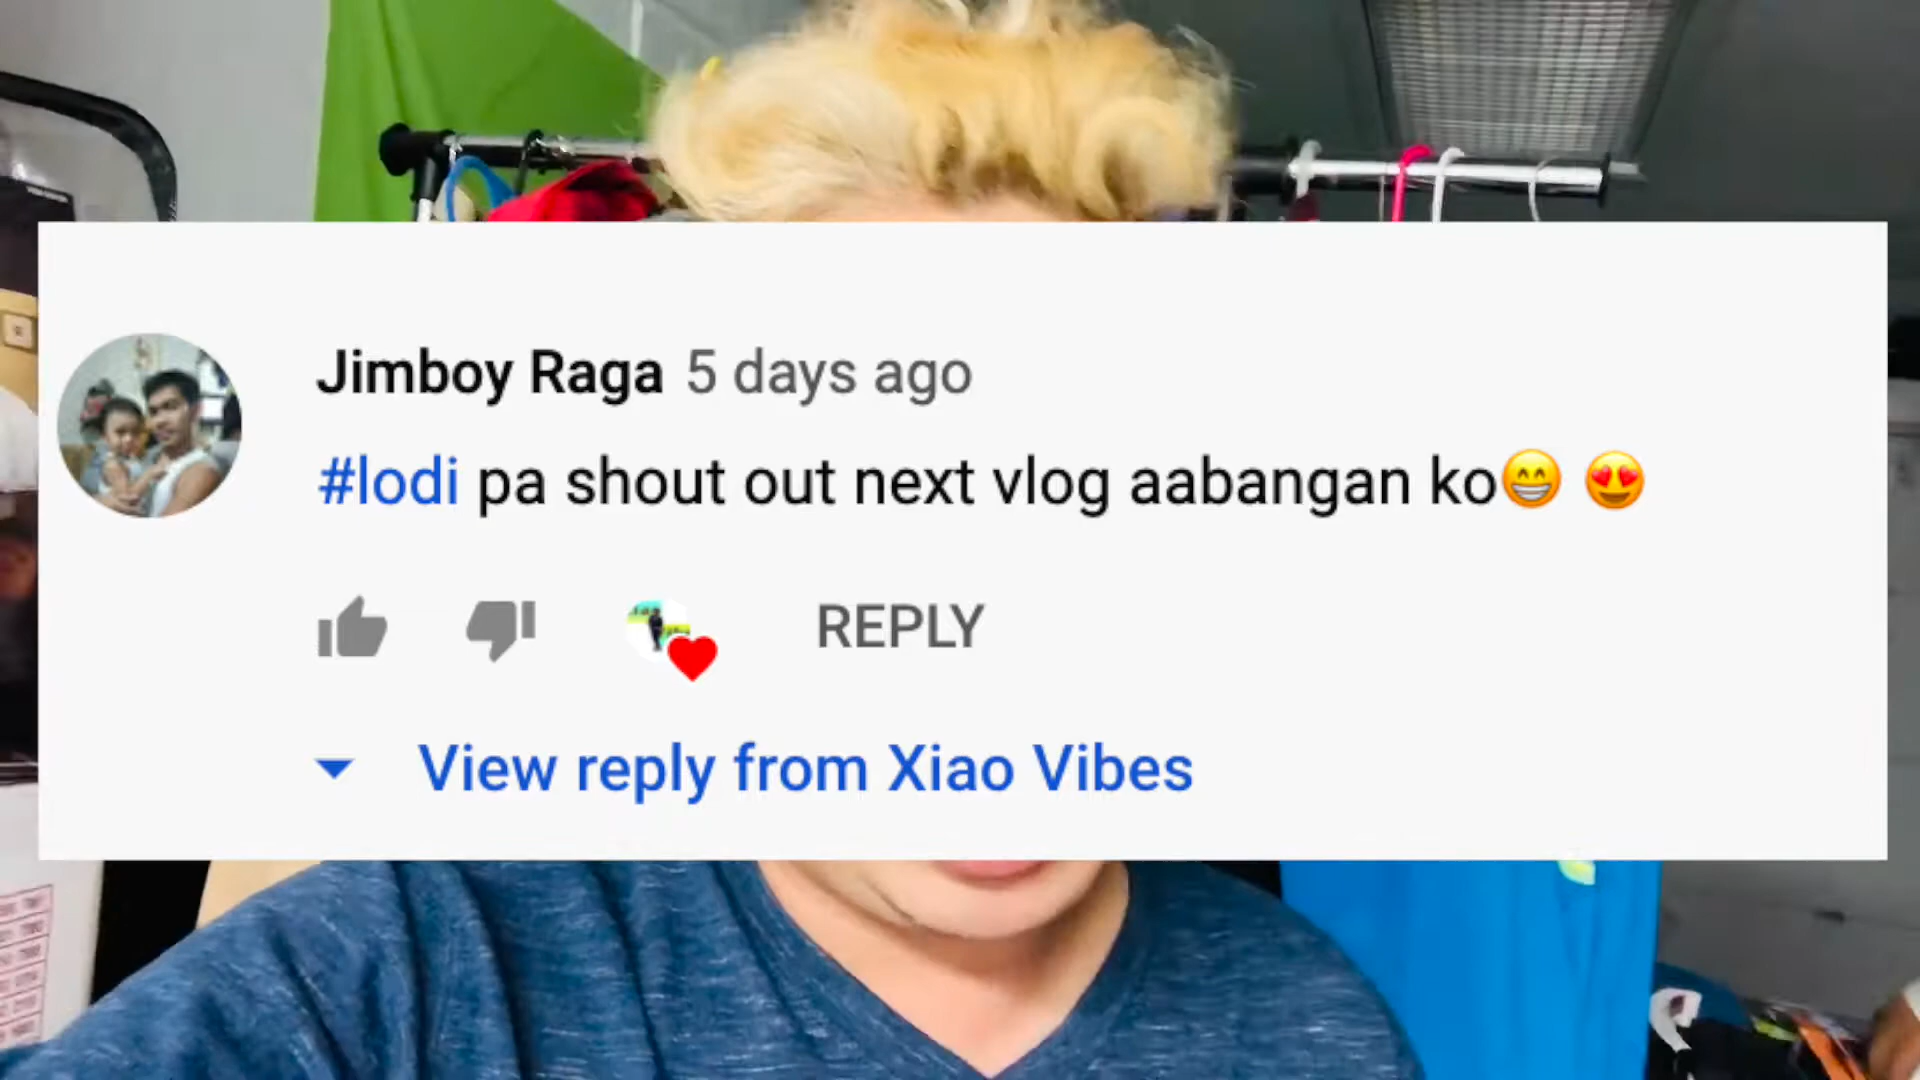 Jimboy Raga 5 days ago
#lodi pa shout out next vlog aabangan ko😁 😍
REPLY
View reply from Xiao Vibes